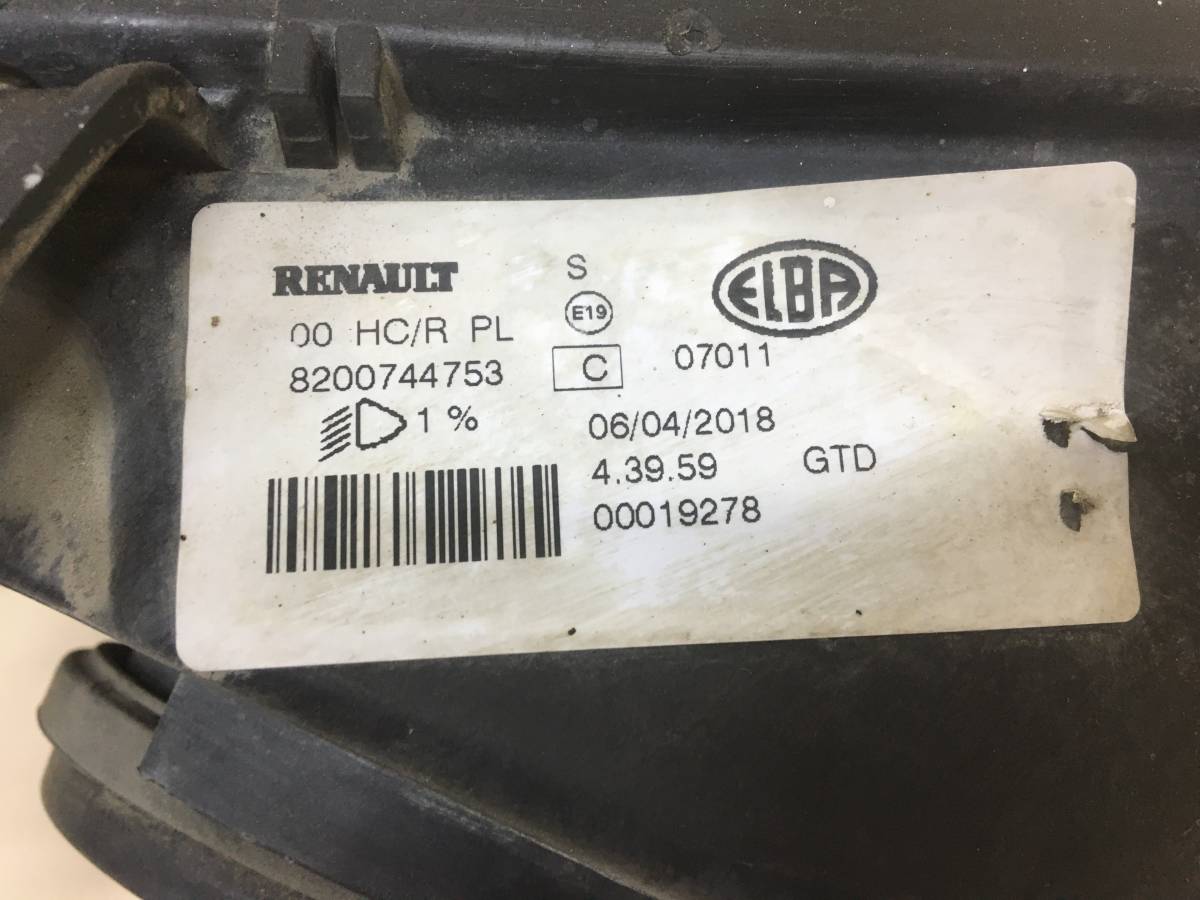 RENAULT S ELBA
00 HC/R PL E19
8200744753 C 07011
1 % 06/04/2018
4.39.59 GTD
00019278